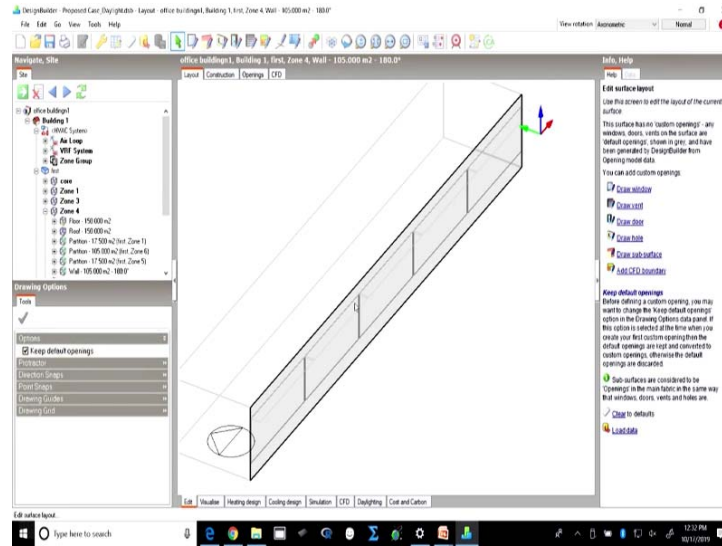 DesignBuilder - Proposed Case_Daylight.dsb - Layout - office buildings1, Building 1, first, Zone 4, Wall - 105.000 m2 - 180.0°
File Edit Go View Tools Help
View rotation Axonometric Normal
Navigate, Site
Site
office buildings1
Building 1
HVAC Systems
Air Loop
VRF System
Zone Group
first
core
Zone 1
Zone 3
Zone 4
Floor - 150.000 m2
Roof - 150.000 m2
Partition - 17.500 m2 (first, Zone 1)
Partition - 105.000 m2 (first, Zone 6)
Partition - 17.500 m2 (first, Zone 5)
Wall - 105.000 m2 - 180.0°
Drawing Options
Tools
Options
Keep default openings
Protractor
Direction Snaps
Point Snaps
Drawing Guides
Drawing Grid
Edit surface layout
office buildings1, Building 1, first, Zone 4, Wall - 105.000 m2 - 180.0°
Layout Construction Openings CFD
Edit Visualise Heating design Cooling design Simulation CFD Daylighting Cost and Carbon
Info, Help
Help Data
Edit surface layout
Use this screen to edit the layout of the current
surface
This surface has no 'custom openings' - any
windows, doors, vents on the surface are
'default openings', shown in grey, and have
been generated by DesignBuilder from
Opening model data.
You can add custom openings:
Draw window
Draw vent
Draw door
Draw hole
Draw sub-surface
Add CFD boundary
Keep default openings
Before defining a custom opening, you may
want to change the 'Keep default openings'
option in the Drawing Options data panel. If
this option is selected at the time when you
create your first custom opening then the
default openings are kept and converted to
custom openings, otherwise the default
openings are discarded.
Sub-surfaces are considered to be
'Openings' in the main fabric in the same way
that windows, doors, vents and holes are.
Clear to defaults
Load data
Type here to search
12:32 PM
10/17/2019